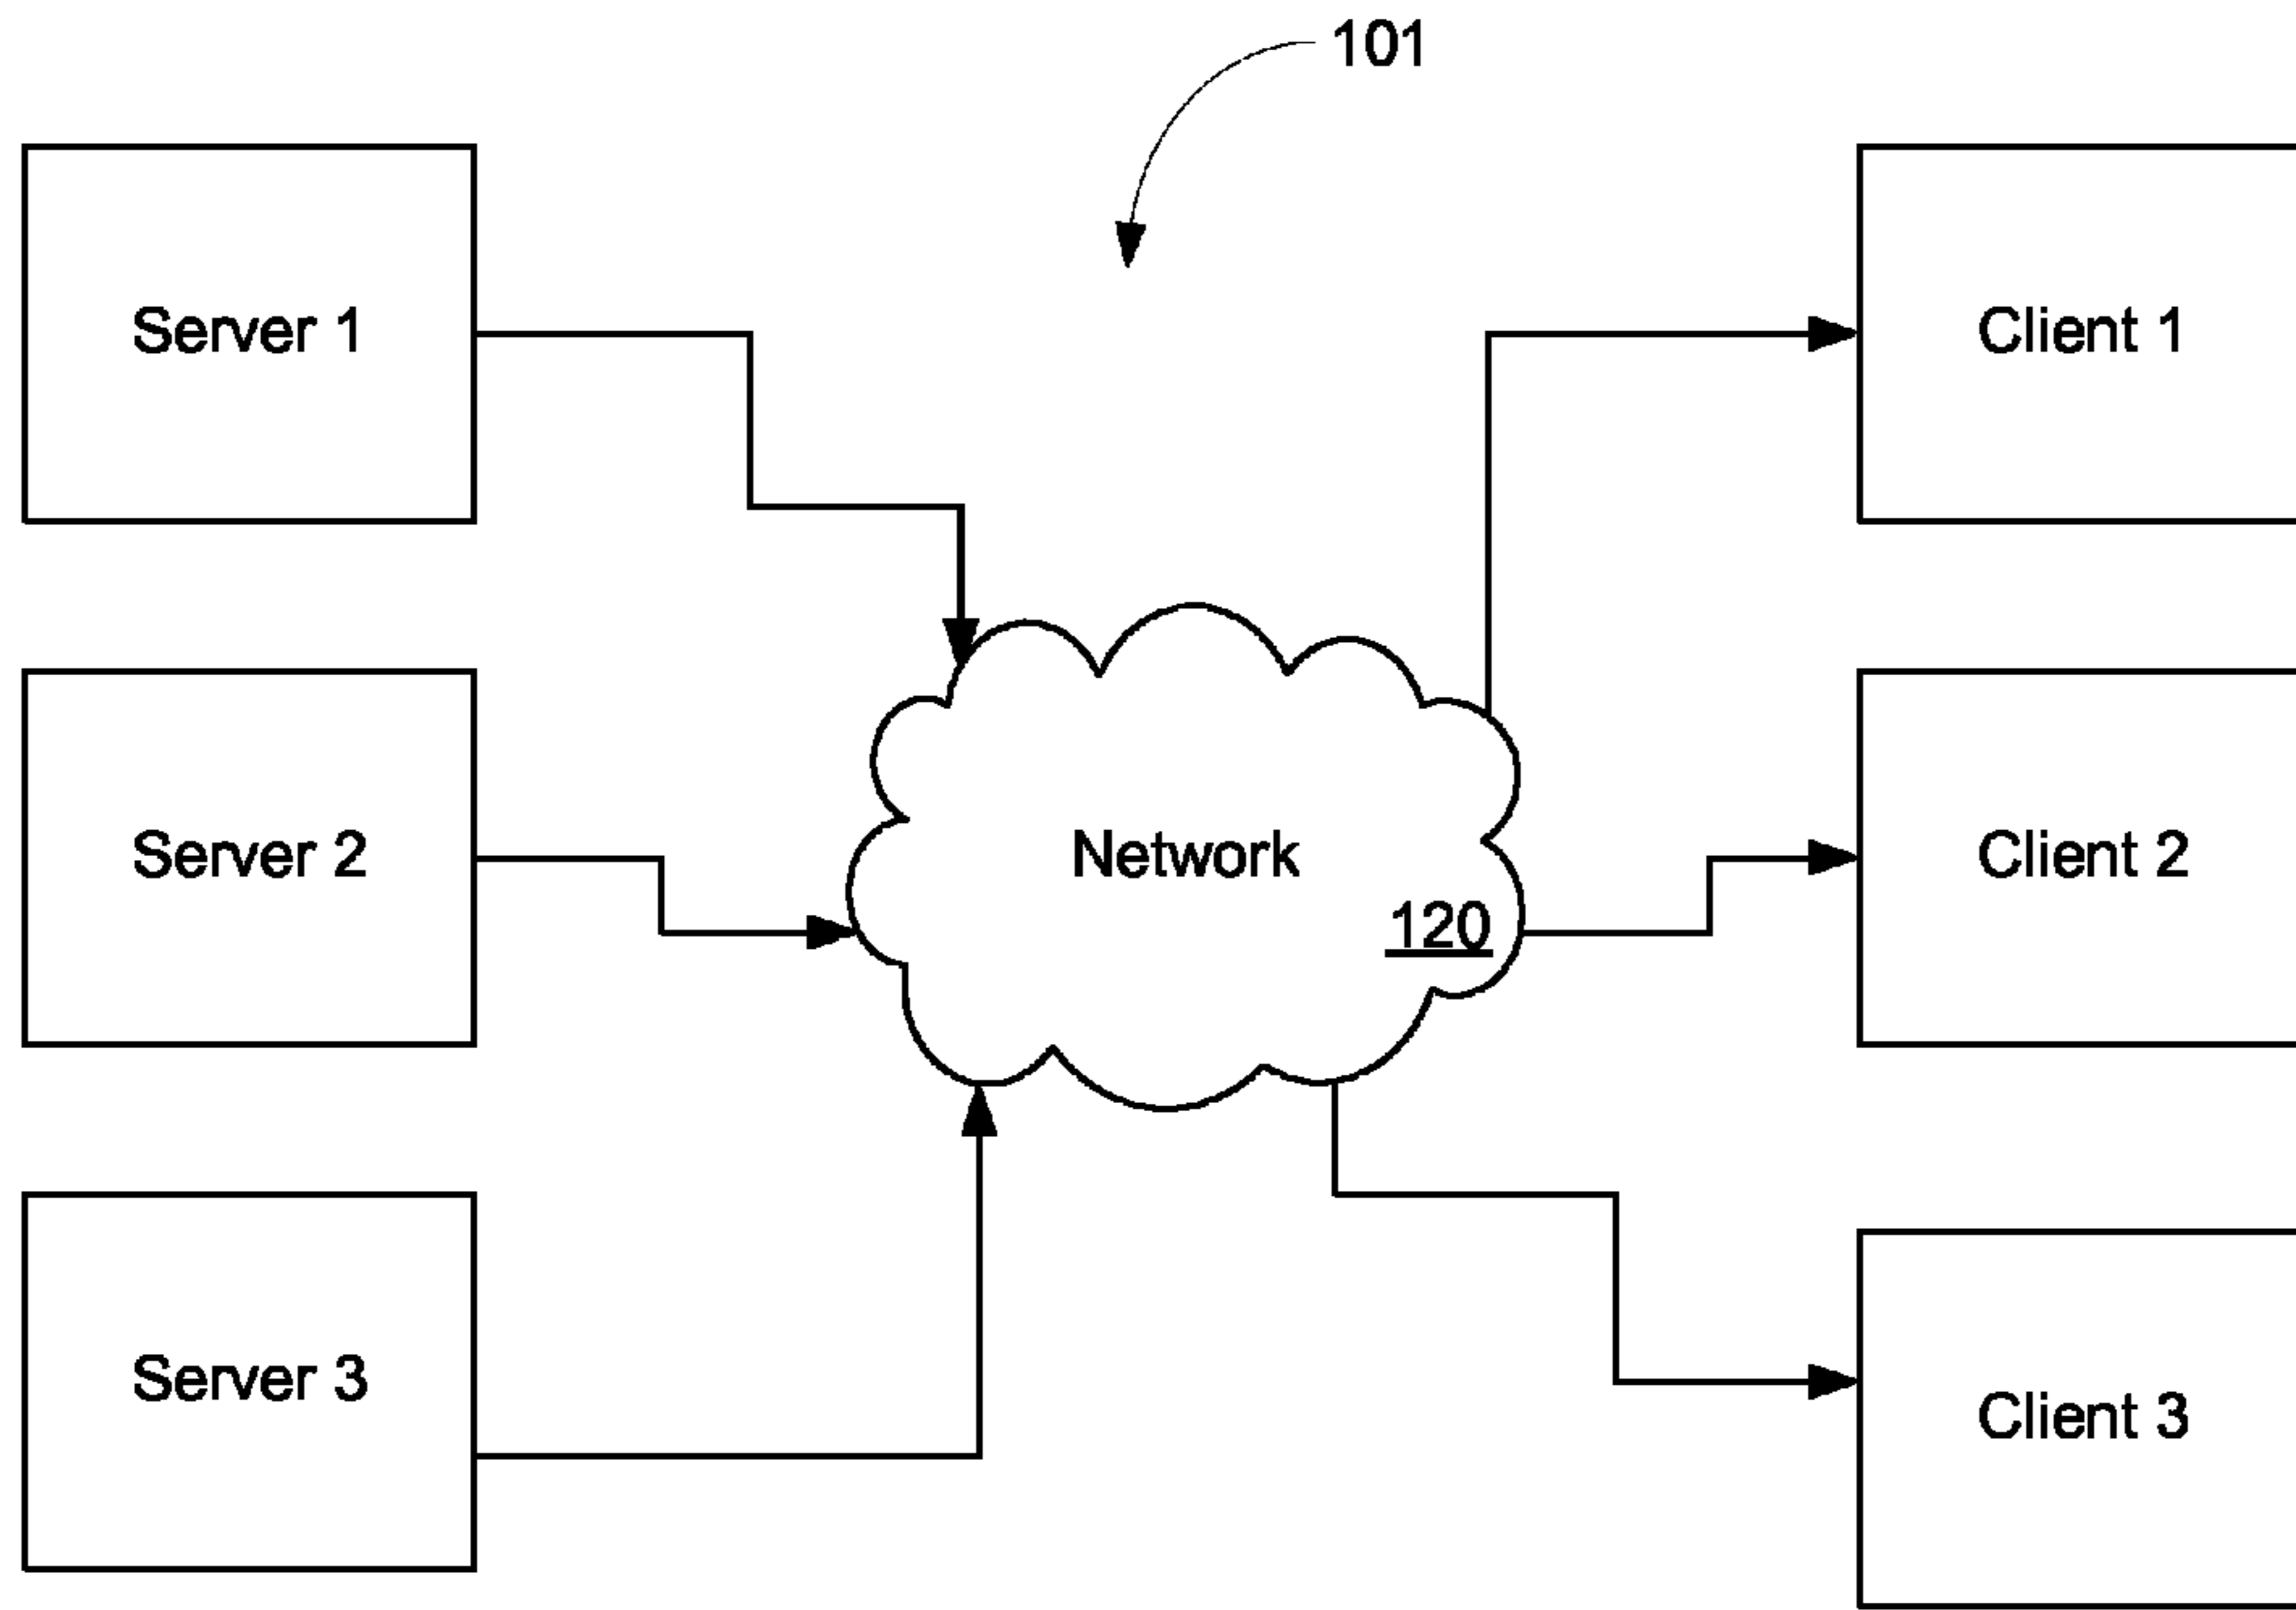 101
Server 1
Client 1
Server 2
Network
Client 2
120
Server 3
Client 3